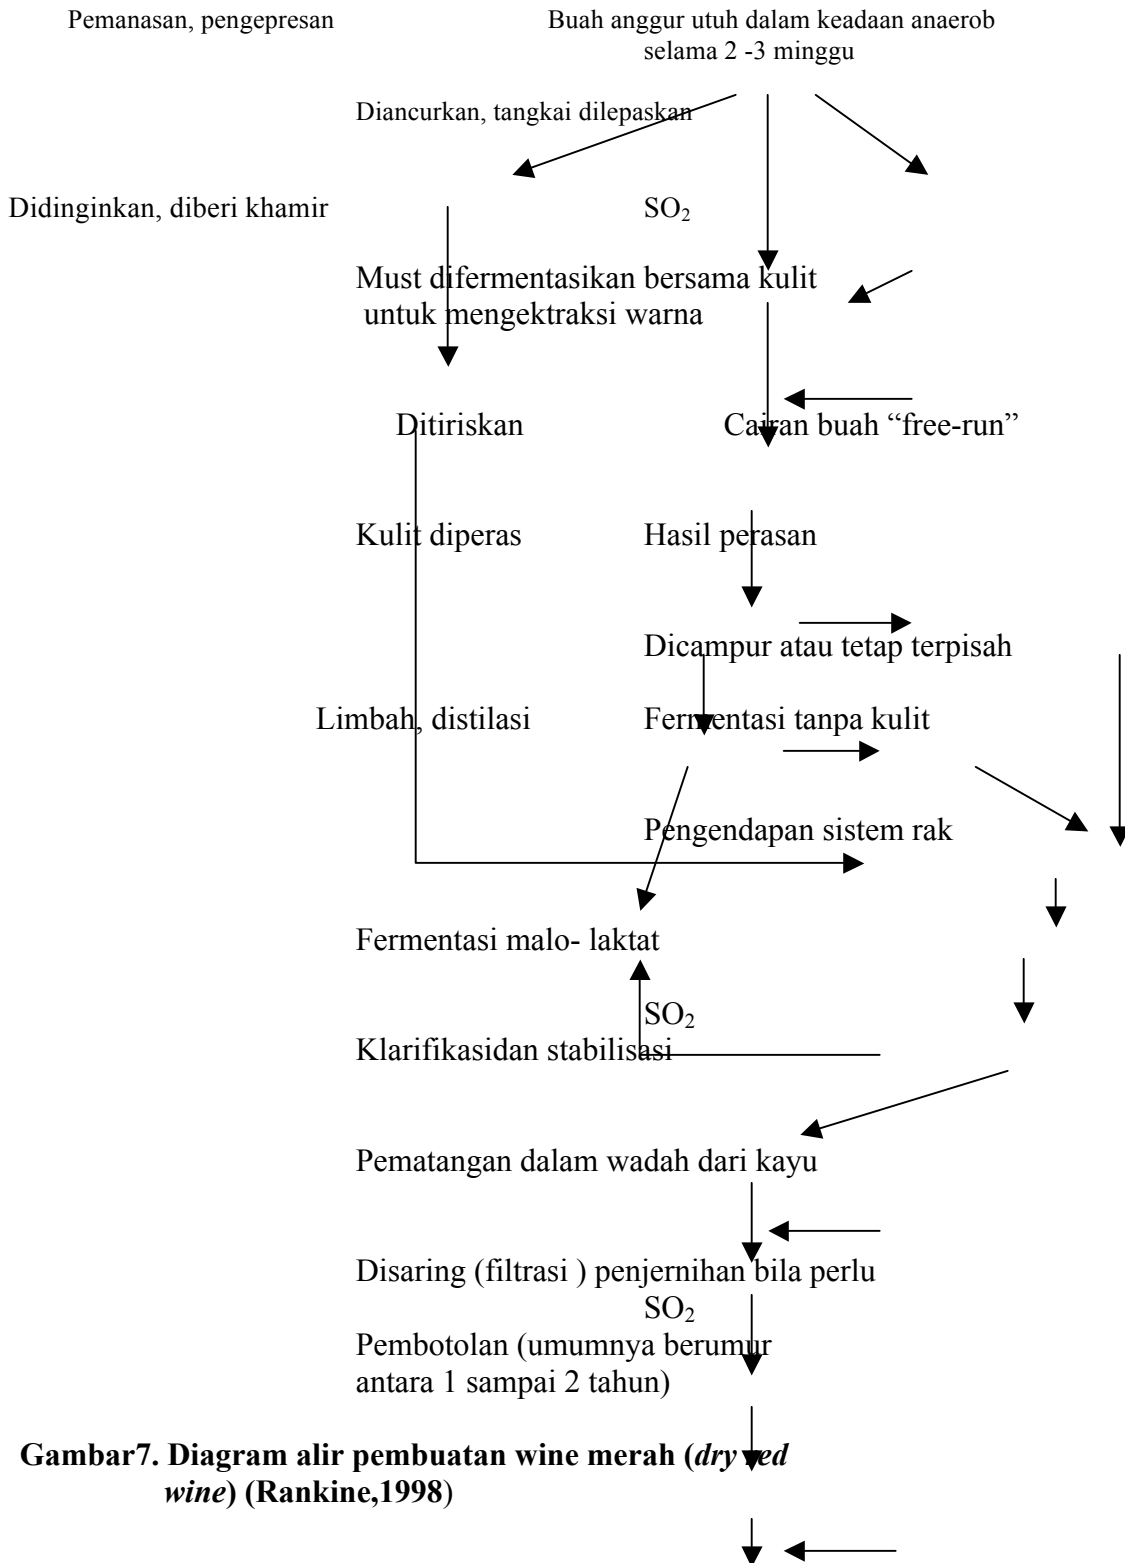 Pemanasan, pengepresan
Buah anggur utuh dalam keadaan anaerob
selama 2 -3 minggu
Diancurkan, tangkai dilepaskan
Didinginkan, diberi khamir
SO₂
Must difermentasikan bersama kulit
untuk mengektraksi warna
Ditiriskan
Cairan buah “free-run”
Kulit diperas
Hasil perasan
Dicampur atau tetap terpisah
Limbah, distilasi
Fermentasi tanpa kulit
Pengendapan sistem rak
Fermentasi malo- laktat
SO₂
Klarifikasidan stabilisasi
Pematangan dalam wadah dari kayu
Disaring (filtrasi ) penjernihan bila perlu
SO₂
Pembotolan (umumnya berumur
antara 1 sampai 2 tahun)
Gambar7. Diagram alir pembuatan wine merah (dry red
wine) (Rankine,1998)